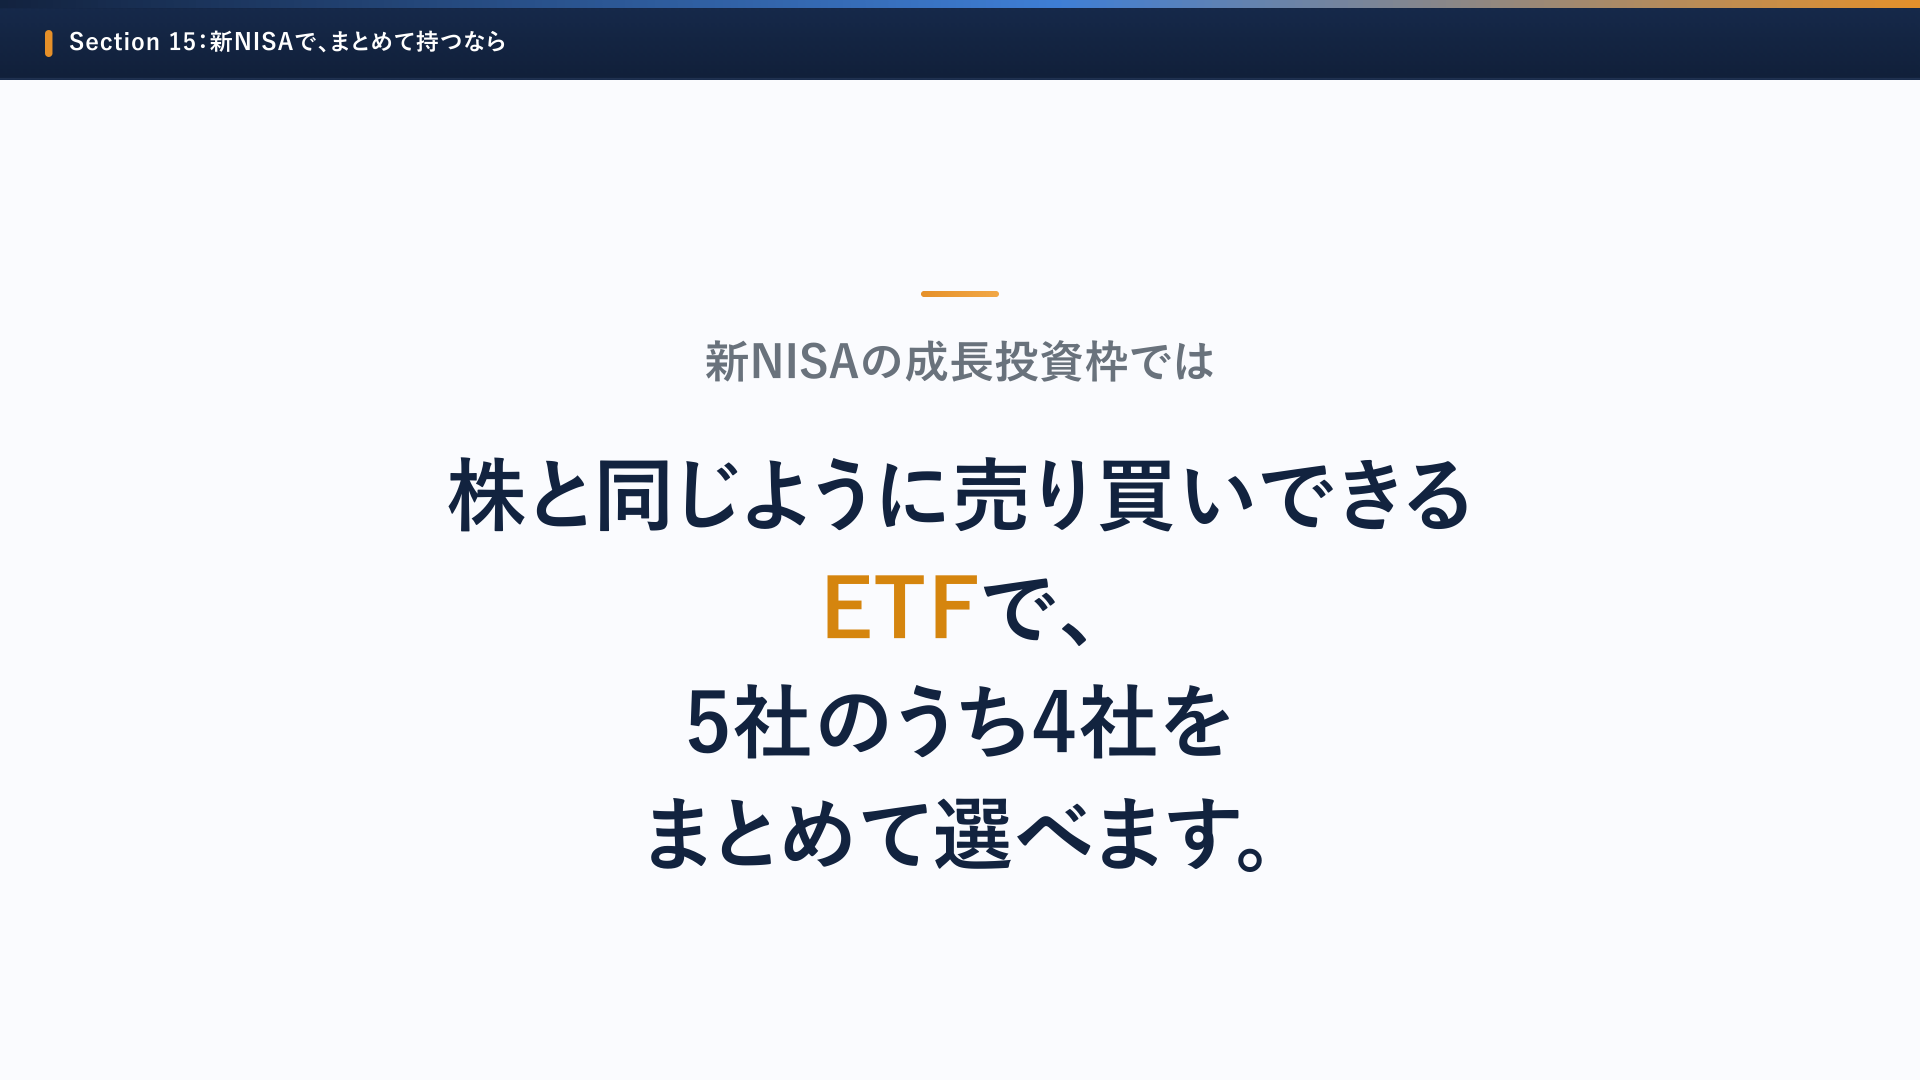 Section 15：新NISAで、まとめて持つなら
新NISAの成長投資枠では
株と同じように売り買いできる
ETFで、
5社のうち4社を
まとめて選べます。